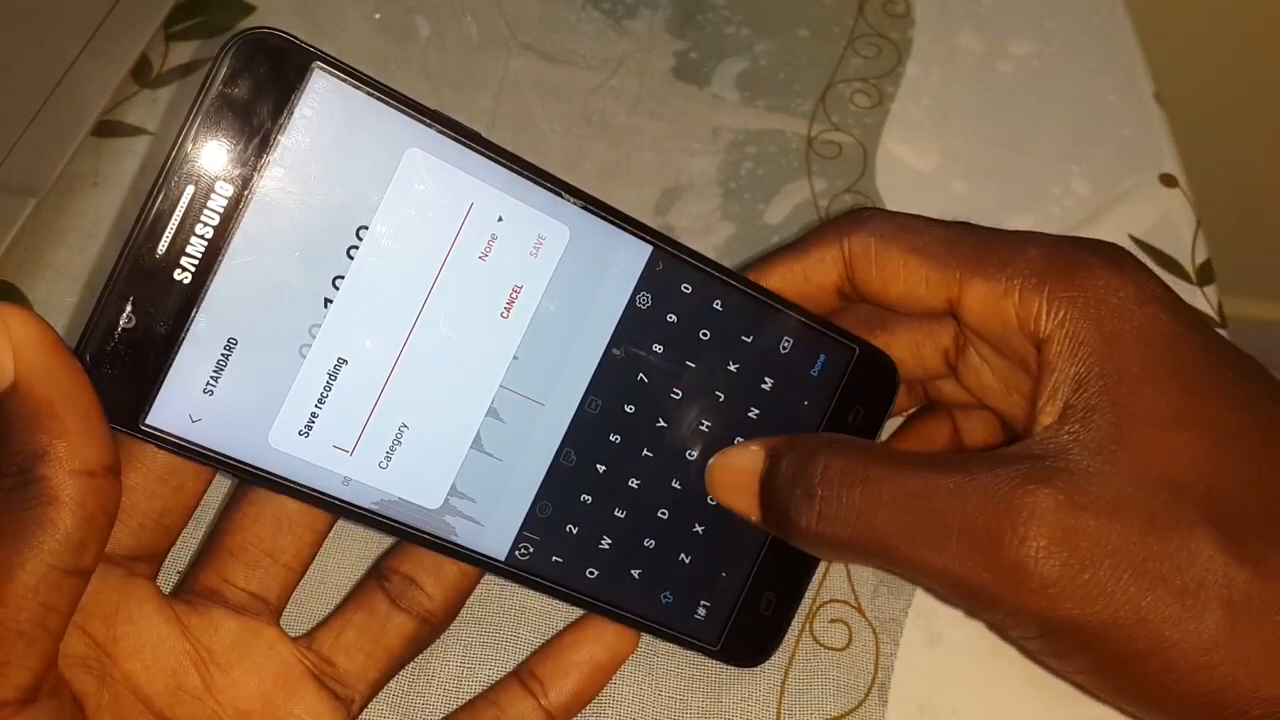 SAMSUNG
STANDARD
Save recording
Category
None
CANCEL
SAVE
1 2 3 4 5 6 7 8 9 0
Q W E R T Y U I O P
A S D F G H J K L
Z X C B N M
!#1 , . Done